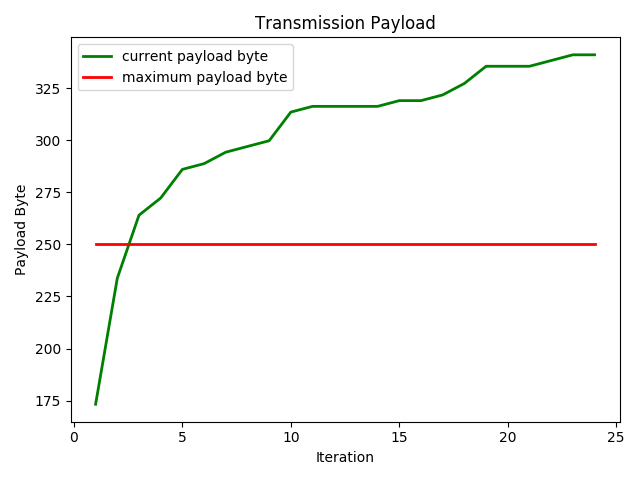 Transmission Payload
current payload byte
maximum payload byte
Payload Byte
325
300
275
250
225
200
175
0 5 10 15 20 25
Iteration